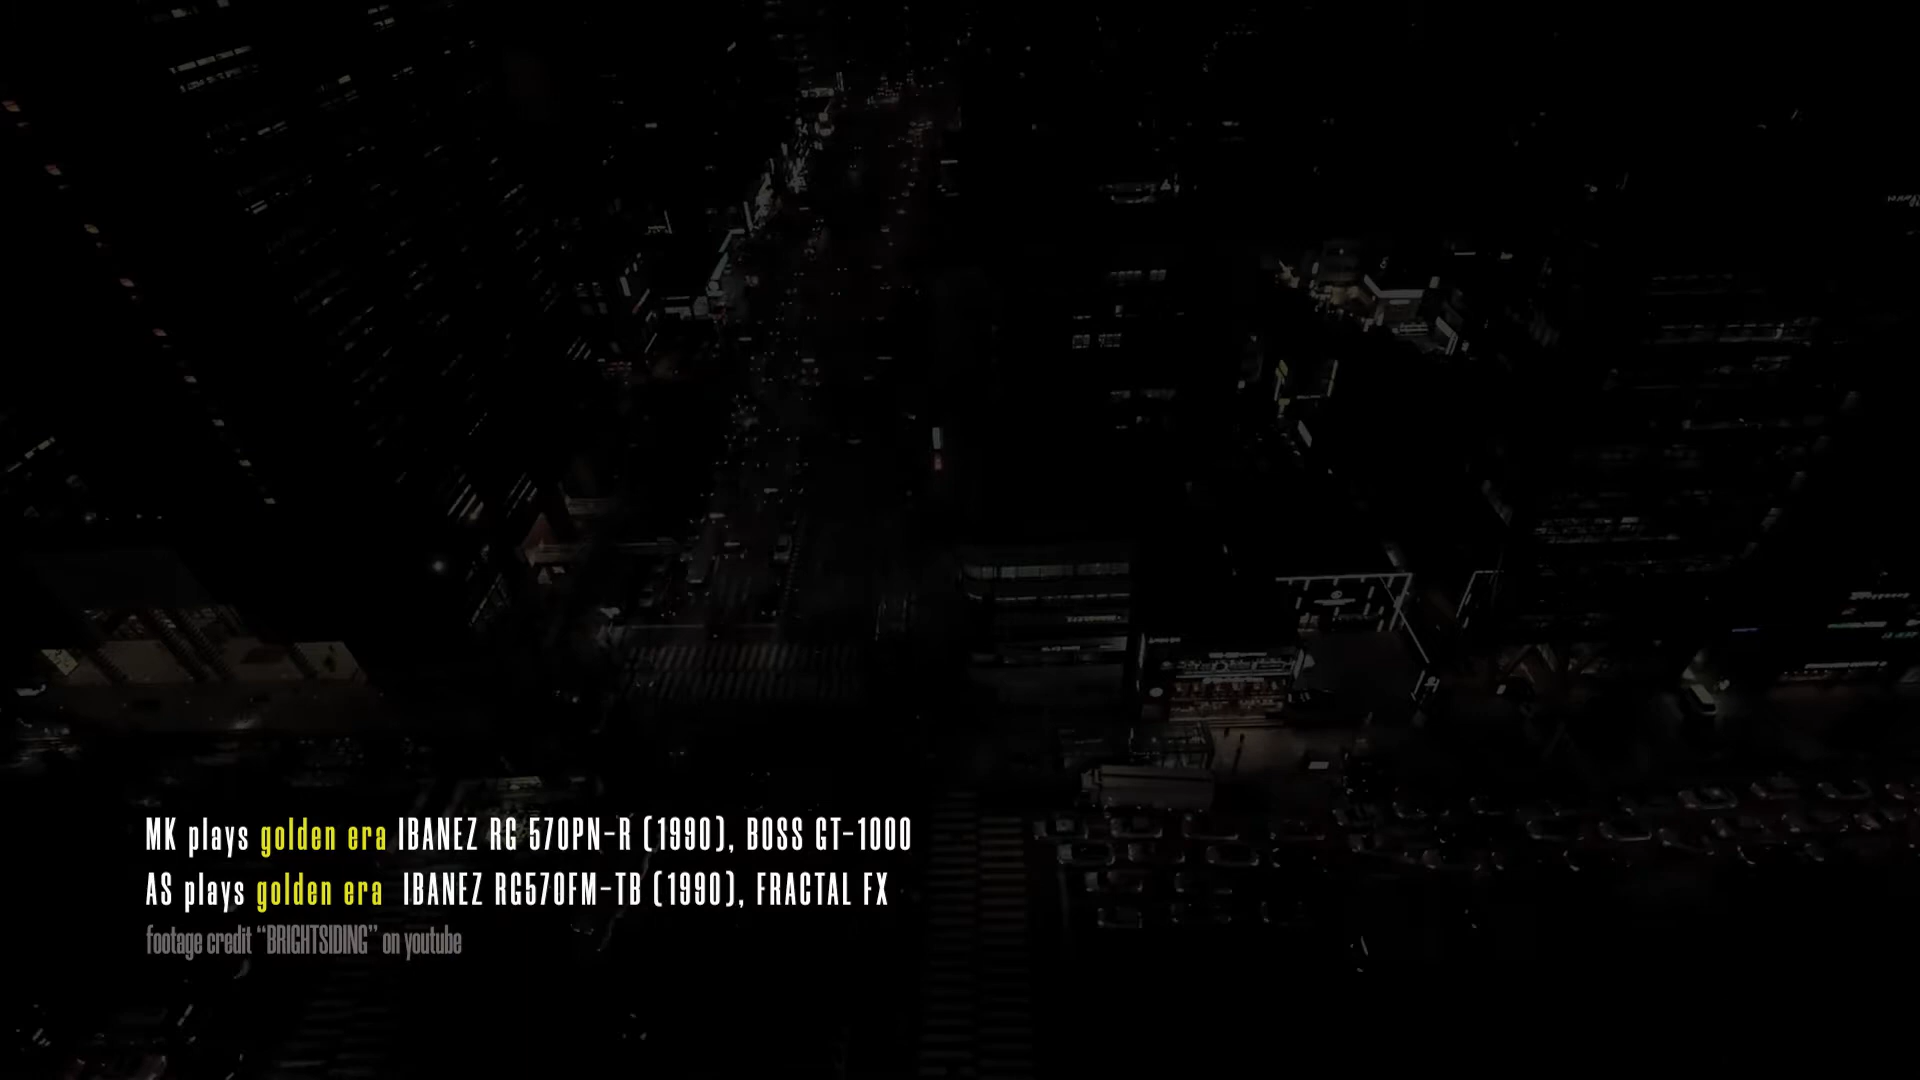 MK plays golden era IBANEZ RG 570PN-R (1990), BOSS GT-1000
AS plays golden era IBANEZ RG570FM-TB (1990), FRACTAL FX
footage credit “BRIGHTSIDING” on youtube